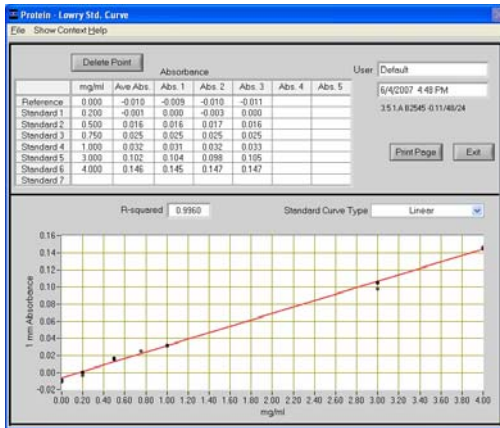 Protein - Lowry Std. Curve
File Show Context Help
Delete Point
Absorbance
User Default
6/4/2007 4:48 PM
3.5.1.A B2545 -0.11/48/24
Print Page Exit
mg/ml Ave Abs. Abs. 1 Abs. 2 Abs. 3 Abs. 4 Abs. 5
Reference 0.000 -0.010 -0.009 -0.010 -0.011
Standard 1 0.200 -0.001 0.000 -0.003 0.000
Standard 2 0.500 0.016 0.016 0.017 0.016
Standard 3 0.750 0.025 0.025 0.025 0.025
Standard 4 1.000 0.032 0.031 0.032 0.033
Standard 5 3.000 0.102 0.104 0.098 0.105
Standard 6 4.000 0.146 0.145 0.147 0.147
Standard 7
R-squared 0.9960 Standard Curve Type Linear
0.16
0.14
0.12
0.10
0.08
0.06
0.04
0.02
0.00
-0.02
1 mm Absorbance
0.00 0.20 0.40 0.60 0.80 1.00 1.20 1.40 1.60 1.80 2.00 2.20 2.40 2.60 2.80 3.00 3.20 3.40 3.60 3.80 4.00
mg/ml